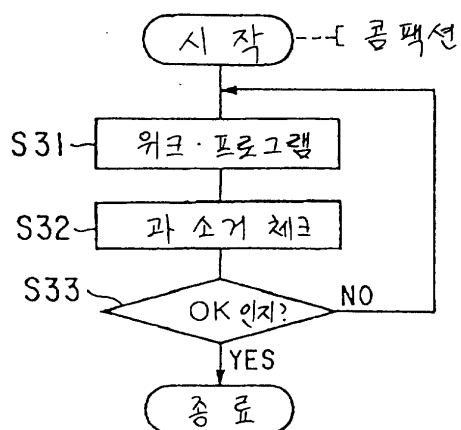 시작 ---[ 콤팩션
S31 위크·프로그램
S32 과소거 체크
S33 OK 인지? NO
YES
종료